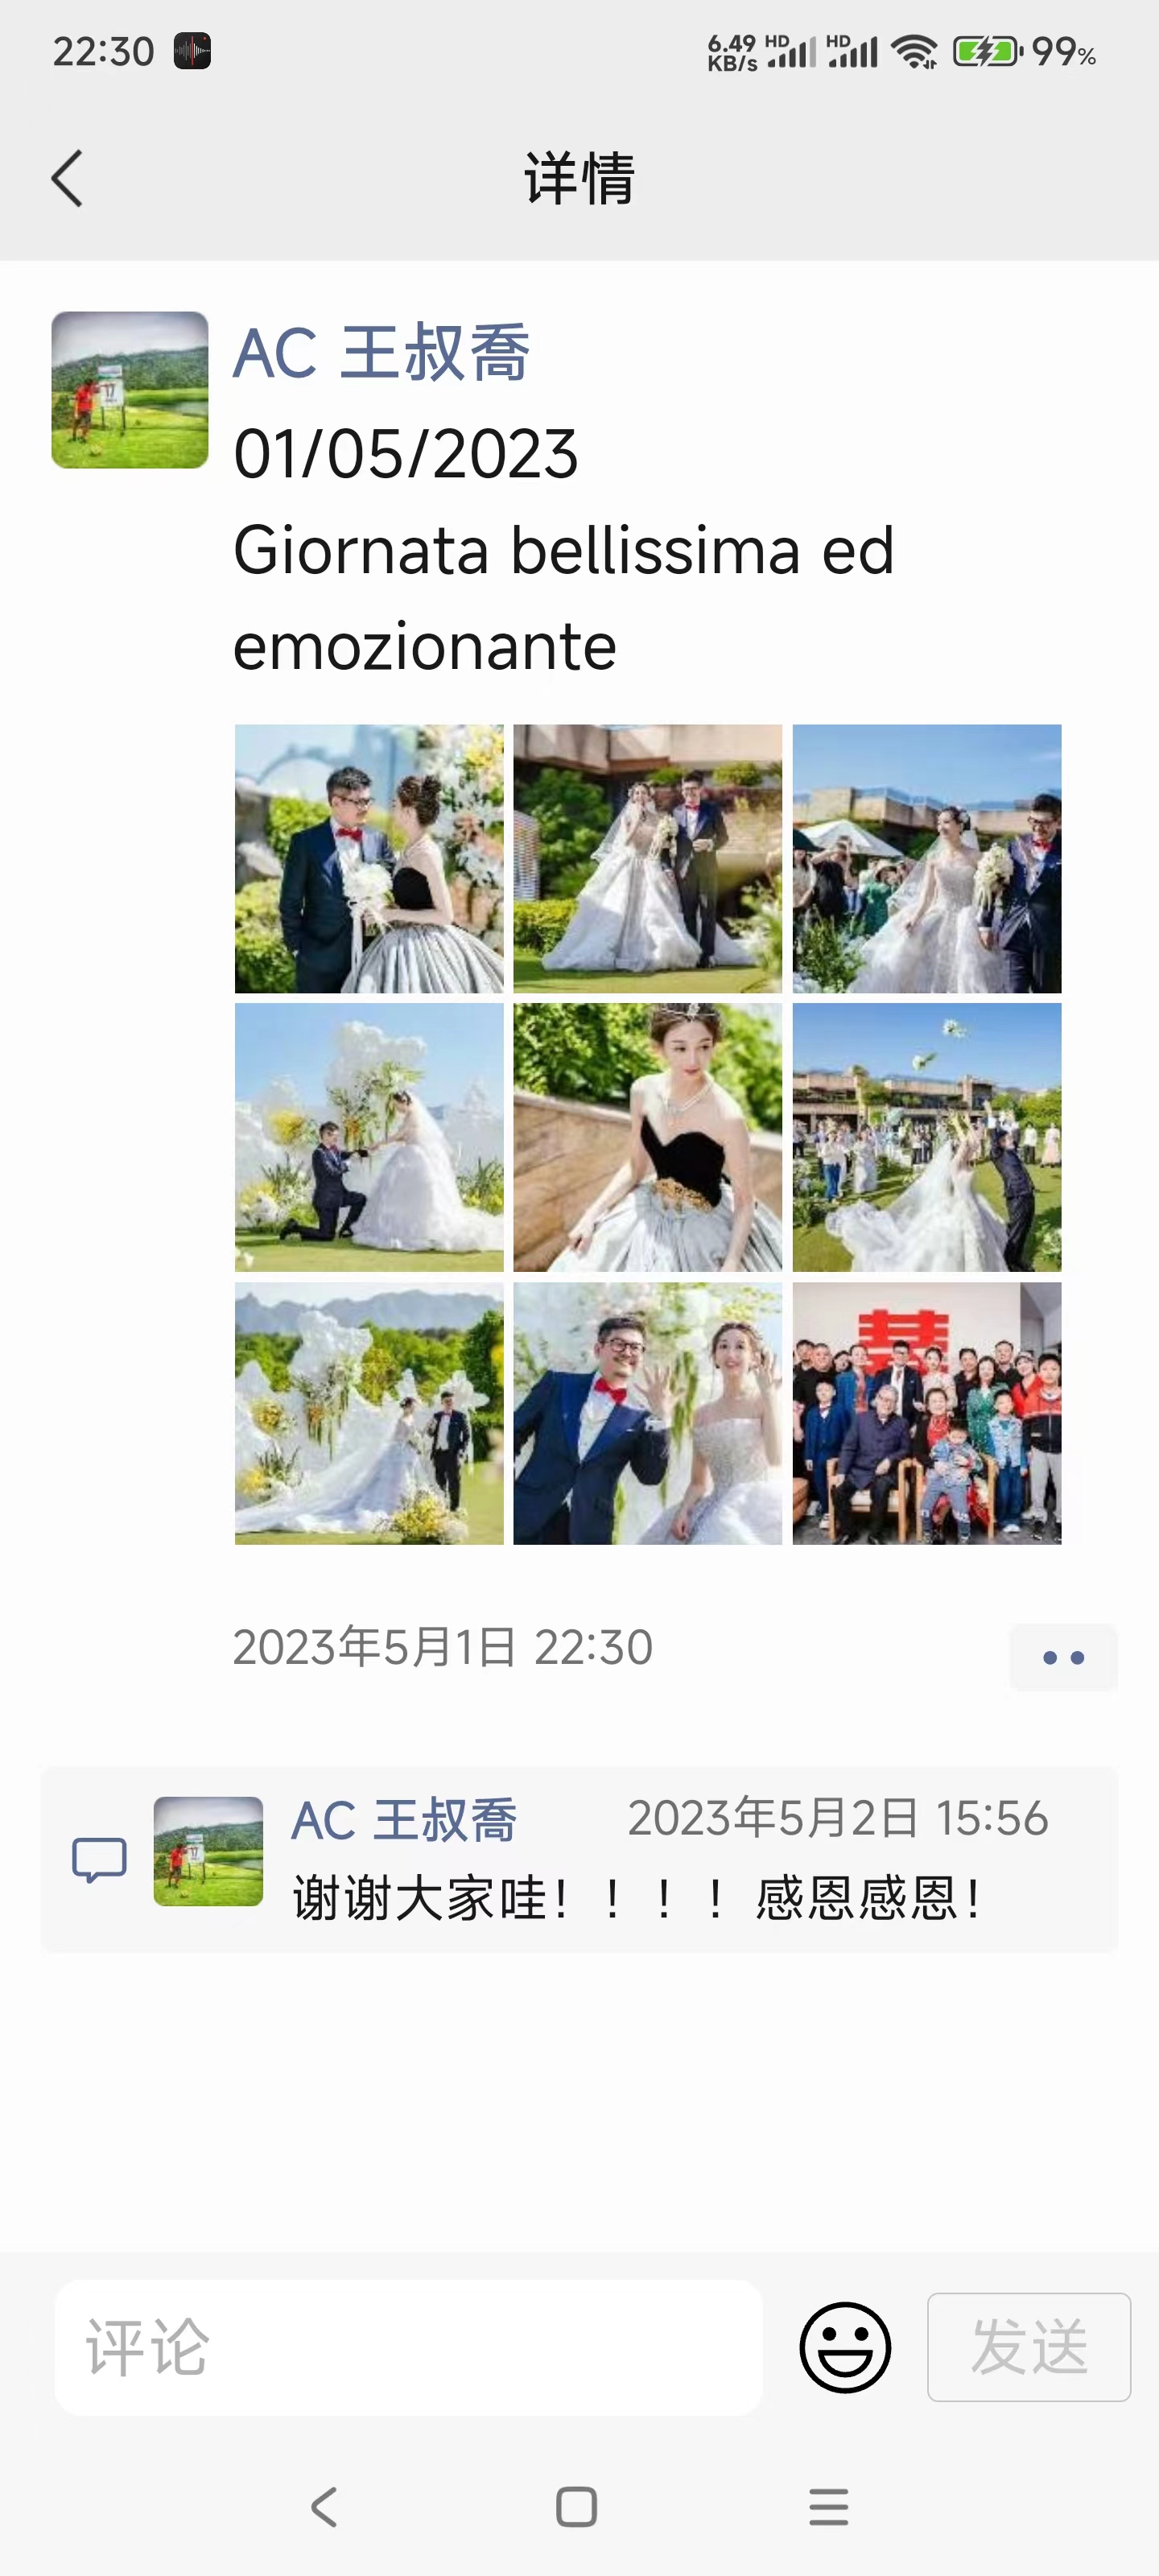 22:30
6.49
KB/s
HD
HD
99%
详情
AC 王叔喬
01/05/2023
Giornata bellissima ed
emozionante
17
囍
2023年5月1日 22:30
AC 王叔喬
2023年5月2日 15:56
17
谢谢大家哇！！！！感恩感恩！
评论
发送